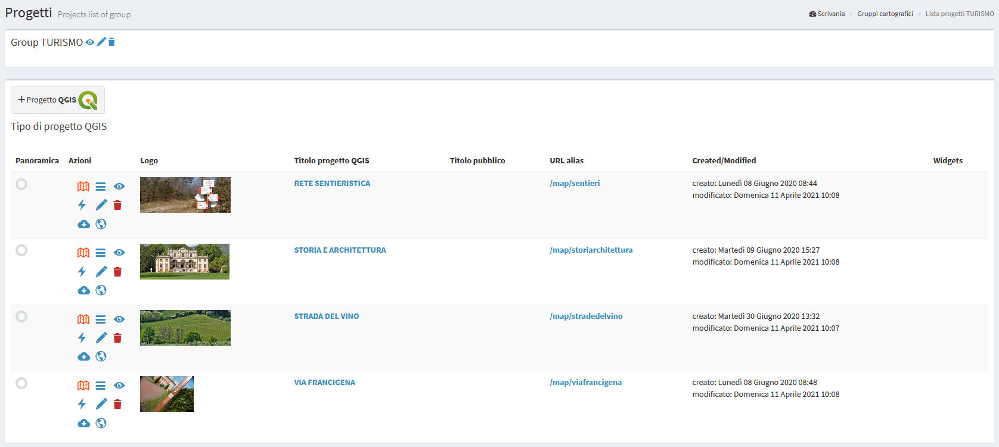 Progetti Projects list of group
Scrivania > Gruppi cartografici > Lista progetti TURISMO
Group TURISMO
+ Progetto QGIS
Tipo di progetto QGIS
Panoramica Azioni Logo Titolo progetto QGIS Titolo pubblico URL alias Created/Modified Widgets
RETE SENTIERISTICA /map/sentieri creato: Lunedì 08 Giugno 2020 08:44
modificato: Domenica 11 Aprile 2021 10:08
STORIA E ARCHITETTURA /map/storiarchitettura creato: Martedì 09 Giugno 2020 15:27
modificato: Domenica 11 Aprile 2021 10:08
STRADA DEL VINO /map/stradedelvino creato: Martedì 30 Giugno 2020 13:32
modificato: Domenica 11 Aprile 2021 10:07
VIA FRANCIGENA /map/viafrancigena creato: Lunedì 08 Giugno 2020 08:48
modificato: Domenica 11 Aprile 2021 10:08